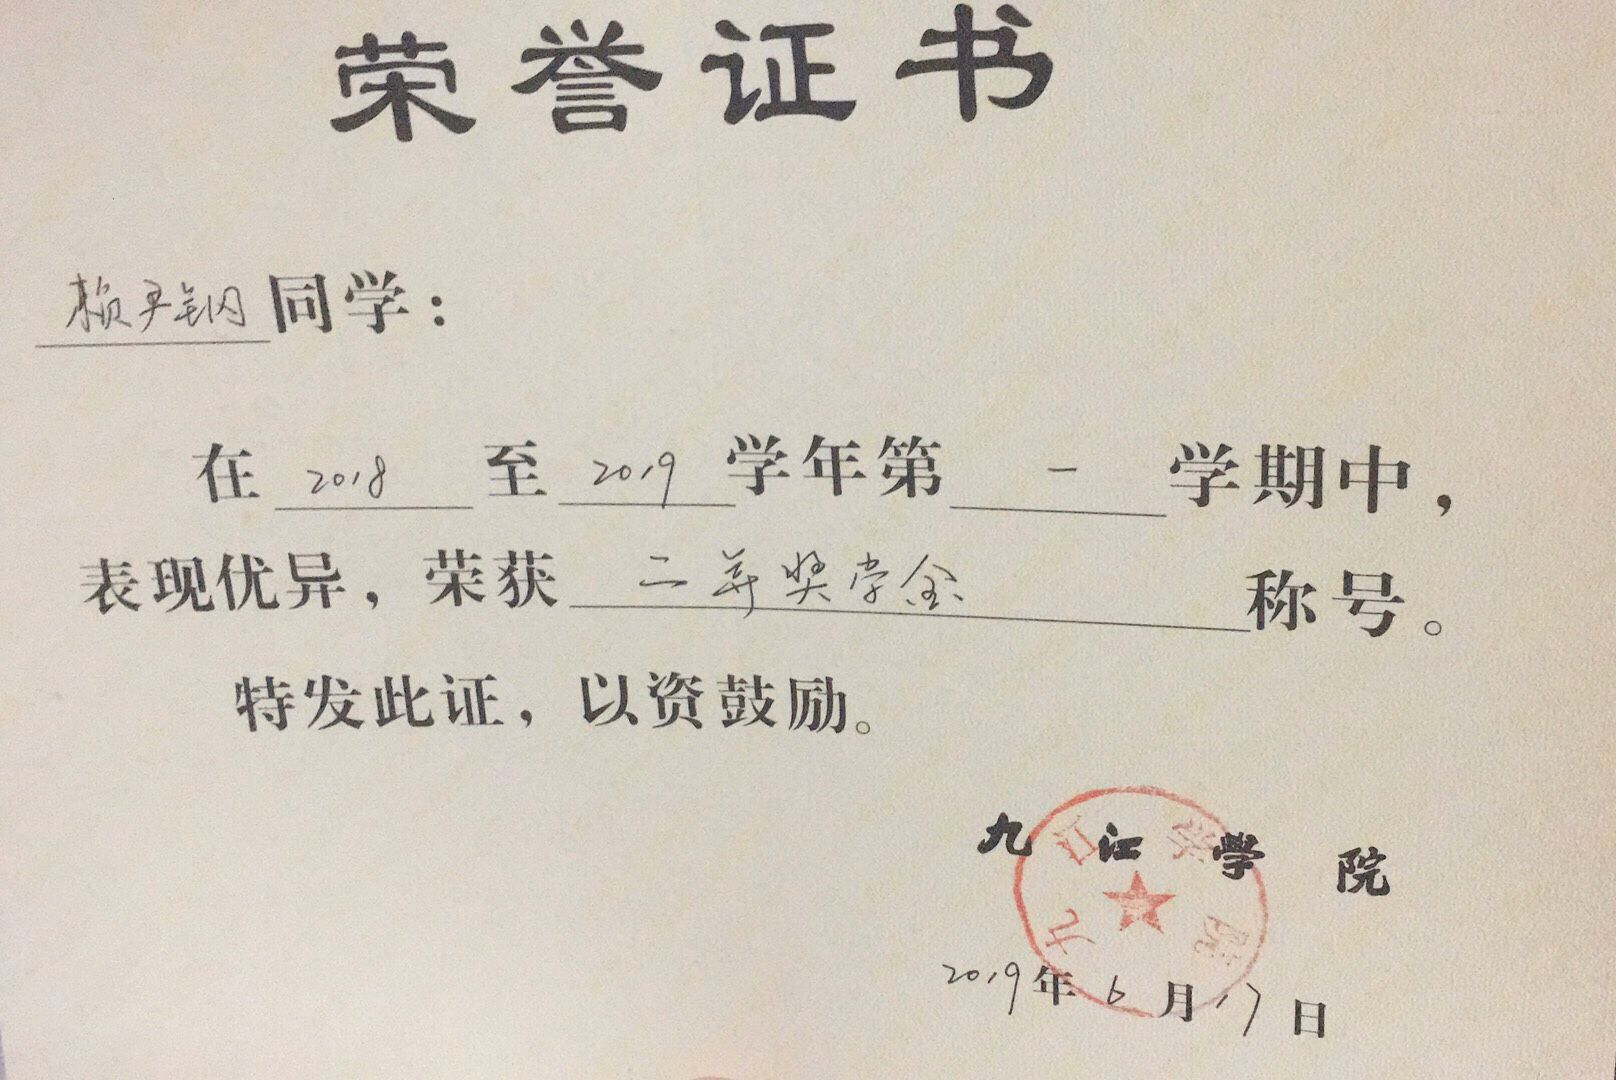 荣誉证书
赖尹钢同学：
在 2018 至 2019 学年第 一 学期中，
表现优异，荣获 二等奖学金 称号。
特发此证，以资鼓励。
九江学院
九江学院
2019年6月17日